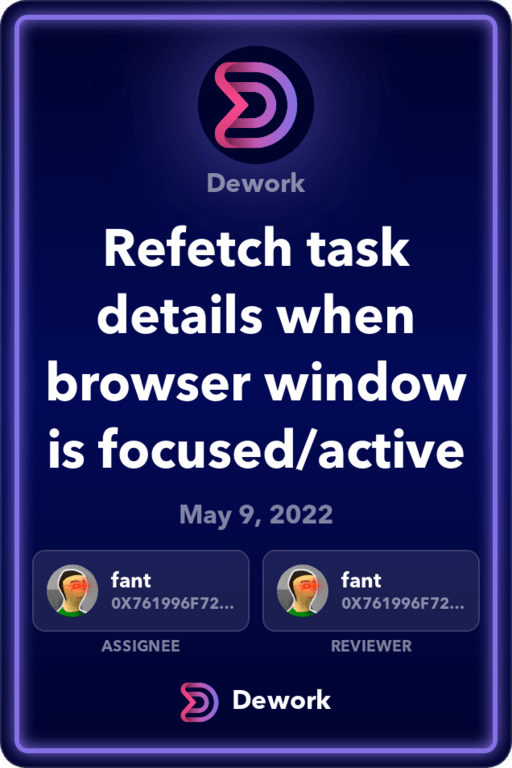 Dework
Refetch task
details when
browser window
is focused/active
May 9, 2022
fant
0X761996F72...
ASSIGNEE
fant
0X761996F72...
REVIEWER
Dework